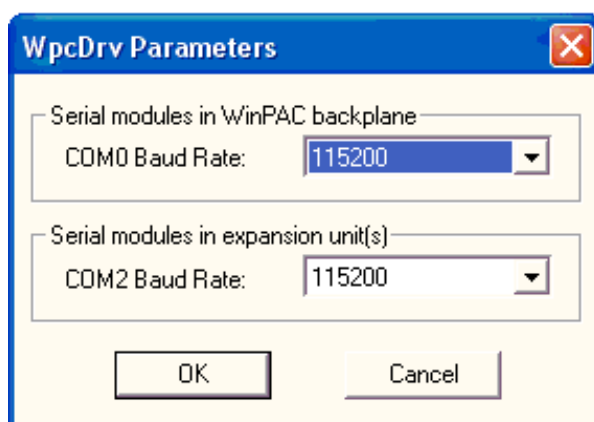 WpcDrv Parameters
Serial modules in WinPAC backplane
COM0 Baud Rate: 115200
Serial modules in expansion unit(s)
COM2 Baud Rate: 115200
OK Cancel